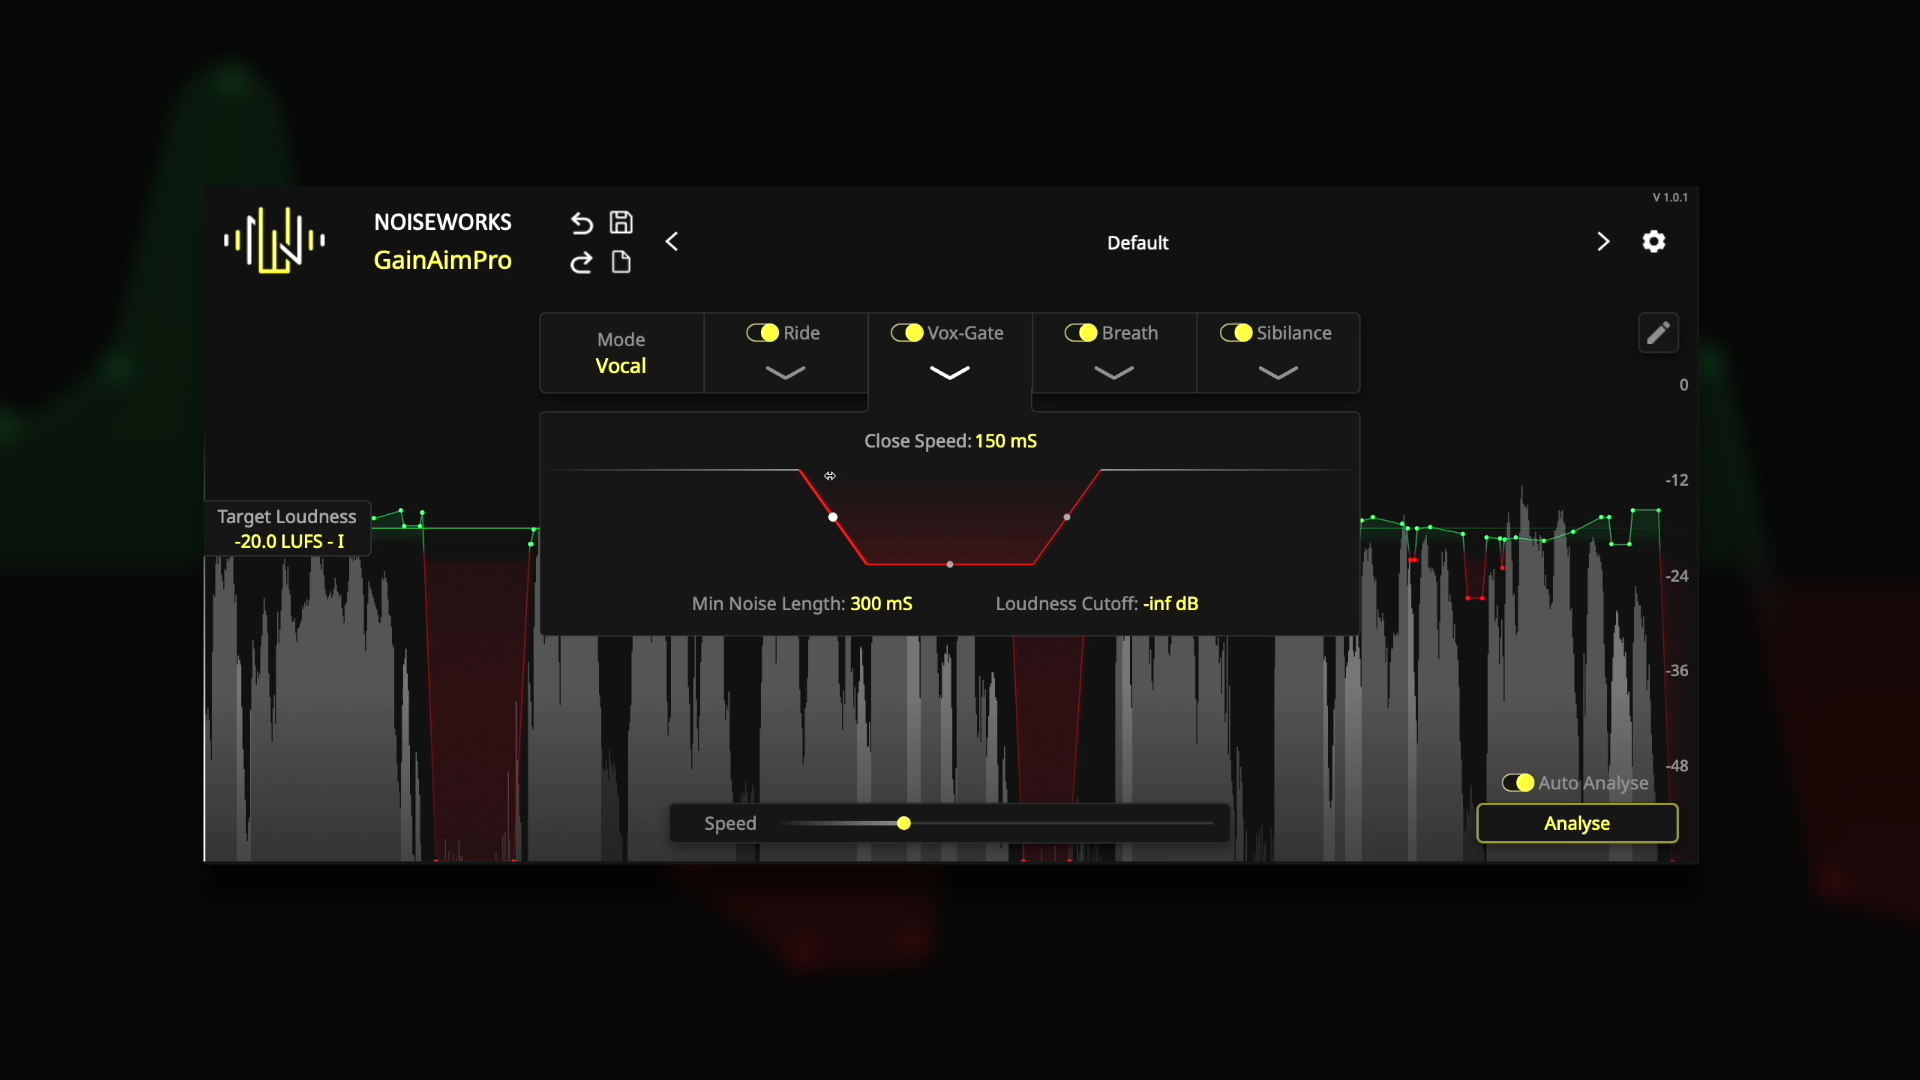 V 1.0.1
NOISEWORKS
GainAimPro
Default
Mode
Vocal
Ride
Vox-Gate
Breath
Sibilance
0
Close Speed: 150 mS
-12
Target Loudness
-20.0 LUFS - I
-24
Min Noise Length: 300 mS
Loudness Cutoff: -inf dB
-36
-48
Auto Analyse
Speed
Analyse